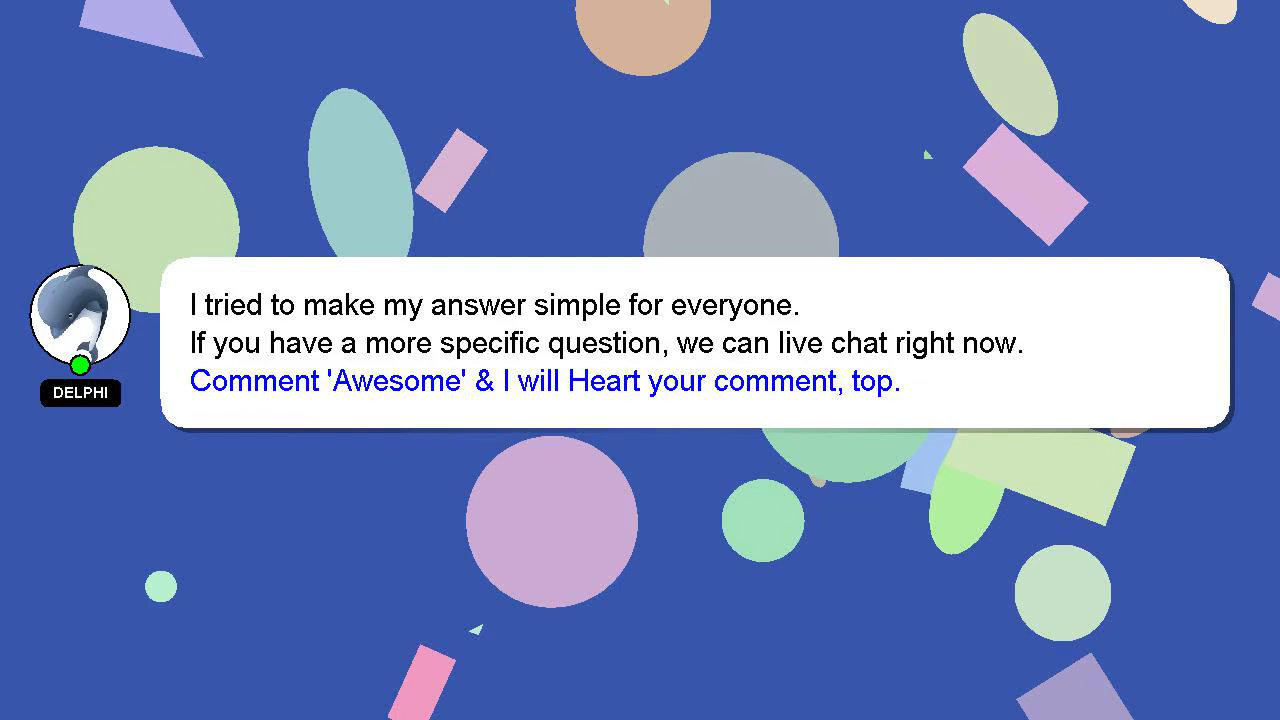 I tried to make my answer simple for everyone.
If you have a more specific question, we can live chat right now.
Comment 'Awesome' & I will Heart your comment, top.
DELPHI